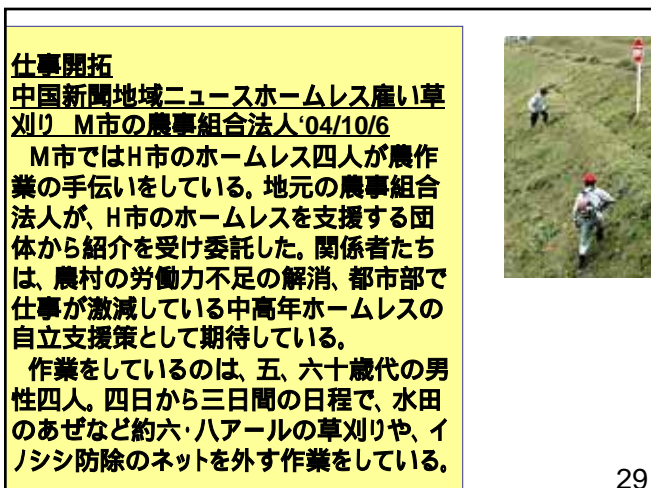 仕事開拓
中国新聞地域ニュースホームレス雇い草
刈り M市の農事組合法人‘04/10/6
M市ではH市のホームレス四人が農作
業の手伝いをしている。地元の農事組合
法人が、H市のホームレスを支援する団
体から紹介を受け委託した。関係者たち
は、農村の労働力不足の解消、都市部で
仕事が激減している中高年ホームレスの
自立支援策として期待している。
作業をしているのは、五、六十歳代の男
性四人。四日から三日間の日程で、水田
のあぜなど約六・八アールの草刈りや、イ
ノシシ防除のネットを外す作業をしている。
29